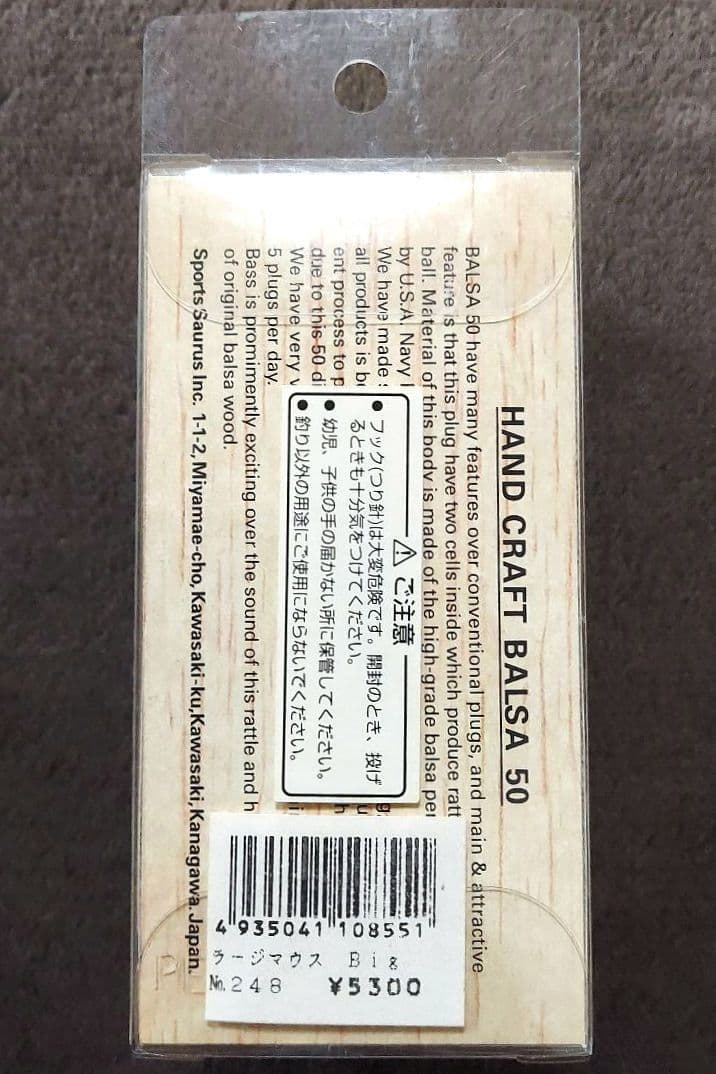 HAND CRAFT BALSA 50
BALSA 50 have many features over conventional plugs, and main & attractive
feature is that this plug have two cells inside which produce ratt
ball. Material of this body is made of the high-grade balsa per
by U.S.A. Navy
We have made
all products is be
ent process to p
due to this 50 di
We have very
5 plugs per day.
Bass is promimently exciting over the sound of this rattle and h
of original balsa wood.
Sports Saurus Inc. 1-1-2, Miyamae-cho, Kawasaki-ku, Kawasaki, Kanagawa. Japan.
⚠ ご注意
● フック(つり針)は大変危険です。開封のとき、投げ
るときも十分気をつけてください。
● 幼児、子供の手の届かない所に保管してください。
● 釣り以外の用途にご使用にならないでください。
4 935041 108551
ラージマウス Big
No.248 ¥5300